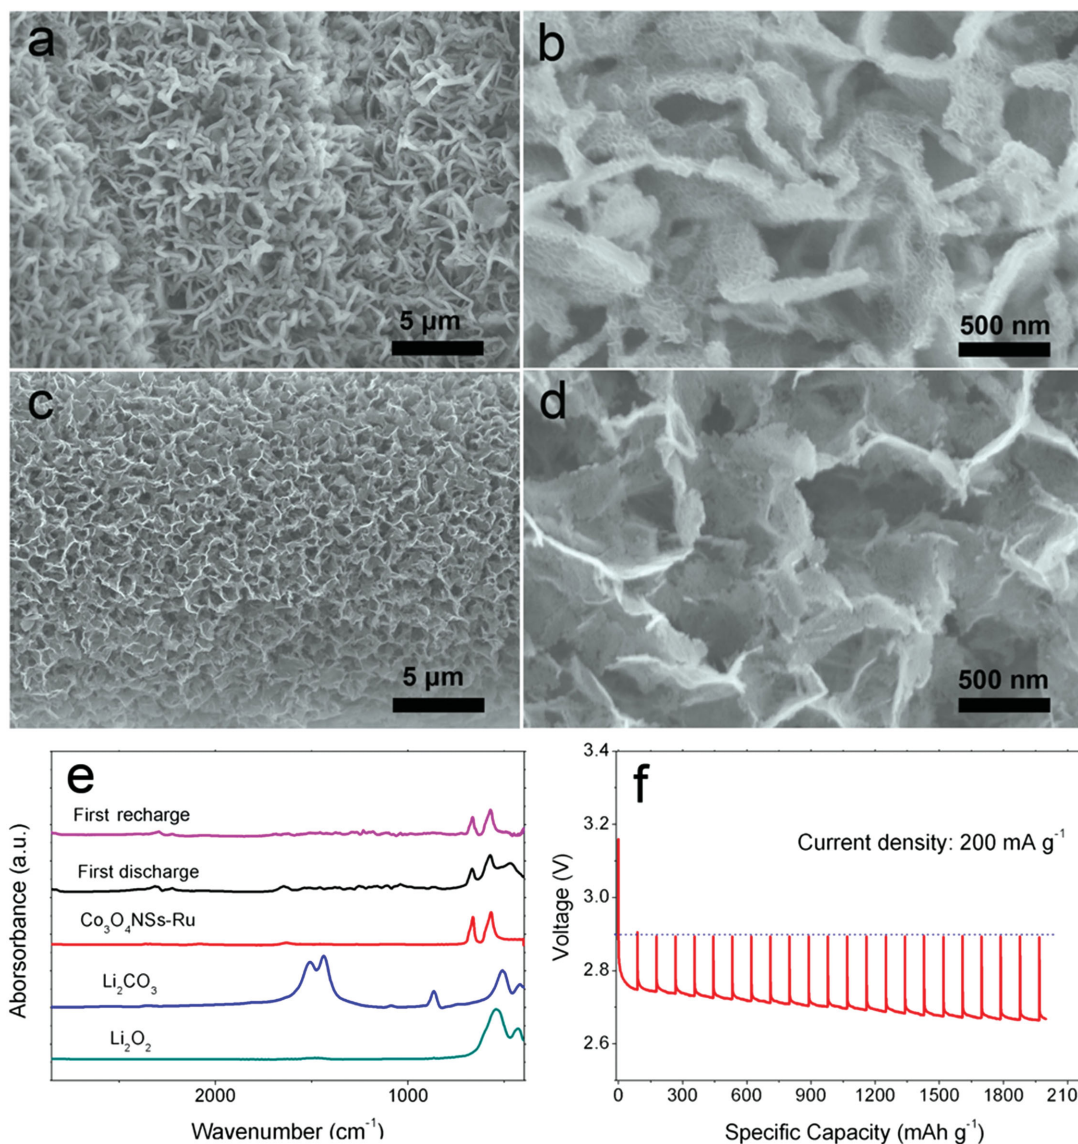 a
b
5 μm
500 nm
c
d
5 μm
500 nm
e
First recharge
First discharge
Co₃O₄NSs-Ru
Li₂CO₃
Li₂O₂
Aborsorbance (a.u.)
2000
1000
Wavenumber (cm⁻¹)
f
Current density: 200 mA g⁻¹
Voltage (V)
3.4
3.2
3.0
2.8
2.6
0
300
600
900
1200
1500
1800
210
Specific Capacity (mAh g⁻¹)